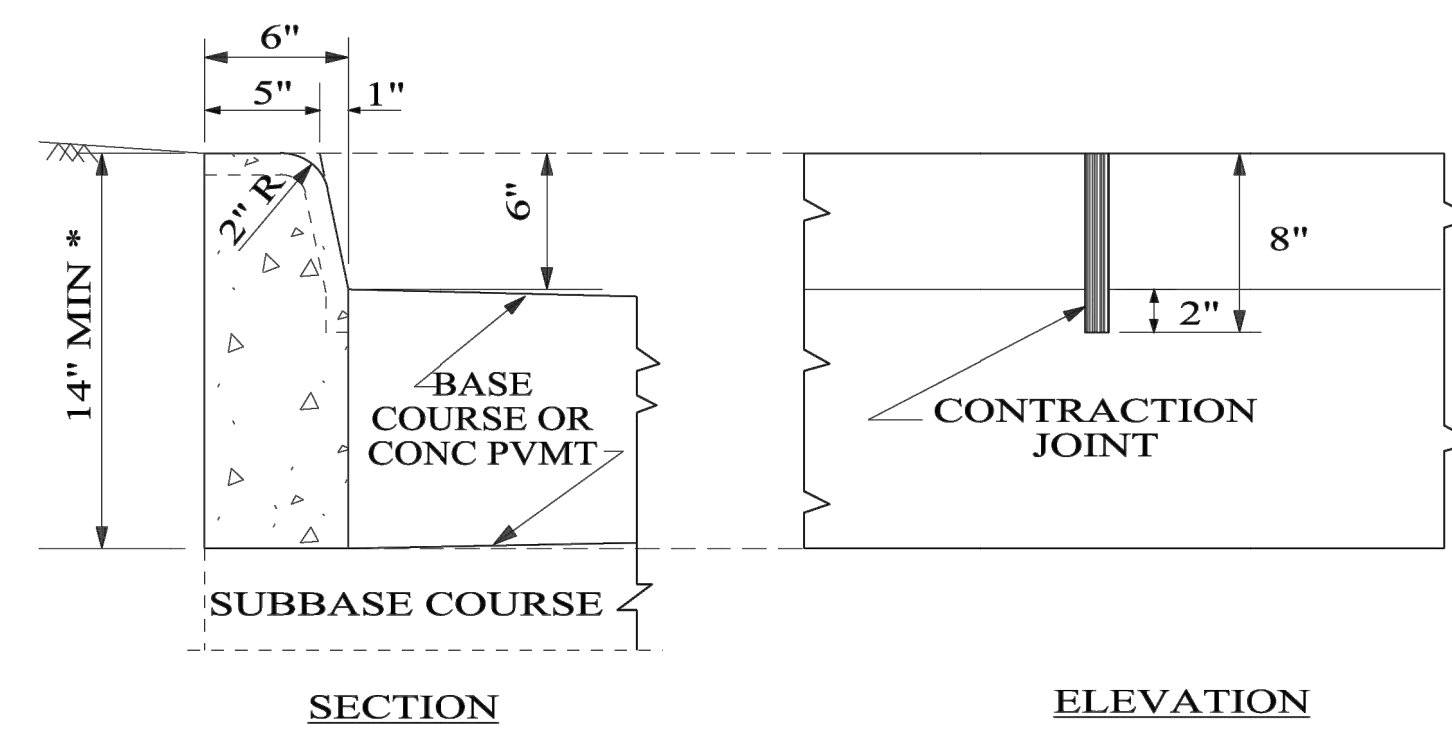 6"
5"
1"
2" R
6"
14" MIN *
BASE
COURSE OR
CONC PVMT
SUBBASE COURSE
SECTION
8"
2"
CONTRACTION
JOINT
ELEVATION